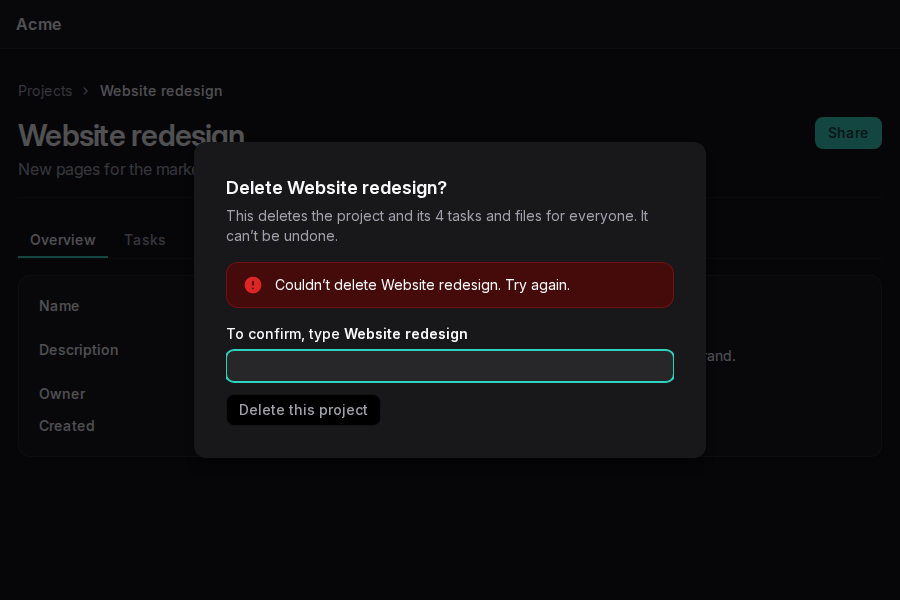 Acme
Projects › Website redesign
Website redesign
Share
New pages for the marke
Overview Tasks
Name
Description
rand.
Owner
Created
Delete Website redesign?
This deletes the project and its 4 tasks and files for everyone. It
can’t be undone.
Couldn’t delete Website redesign. Try again.
To confirm, type Website redesign
Delete this project